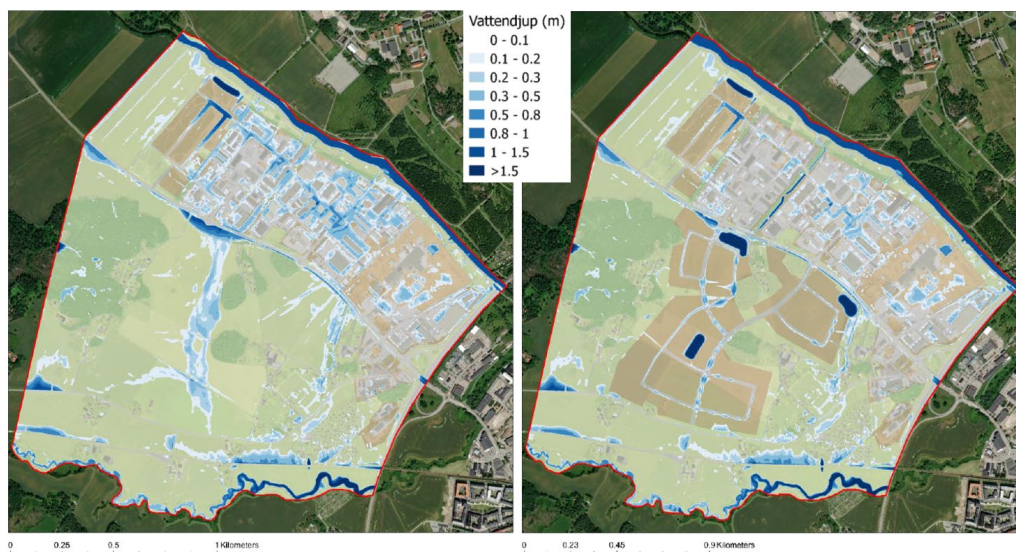 Vattendjup (m)
0 - 0.1
0.1 - 0.2
0.2 - 0.3
0.3 - 0.5
0.5 - 0.8
0.8 - 1
1 - 1.5
>1.5
0 0.25 0.5 1 Kilometers
0 0.23 0.45 0.9 Kilometers